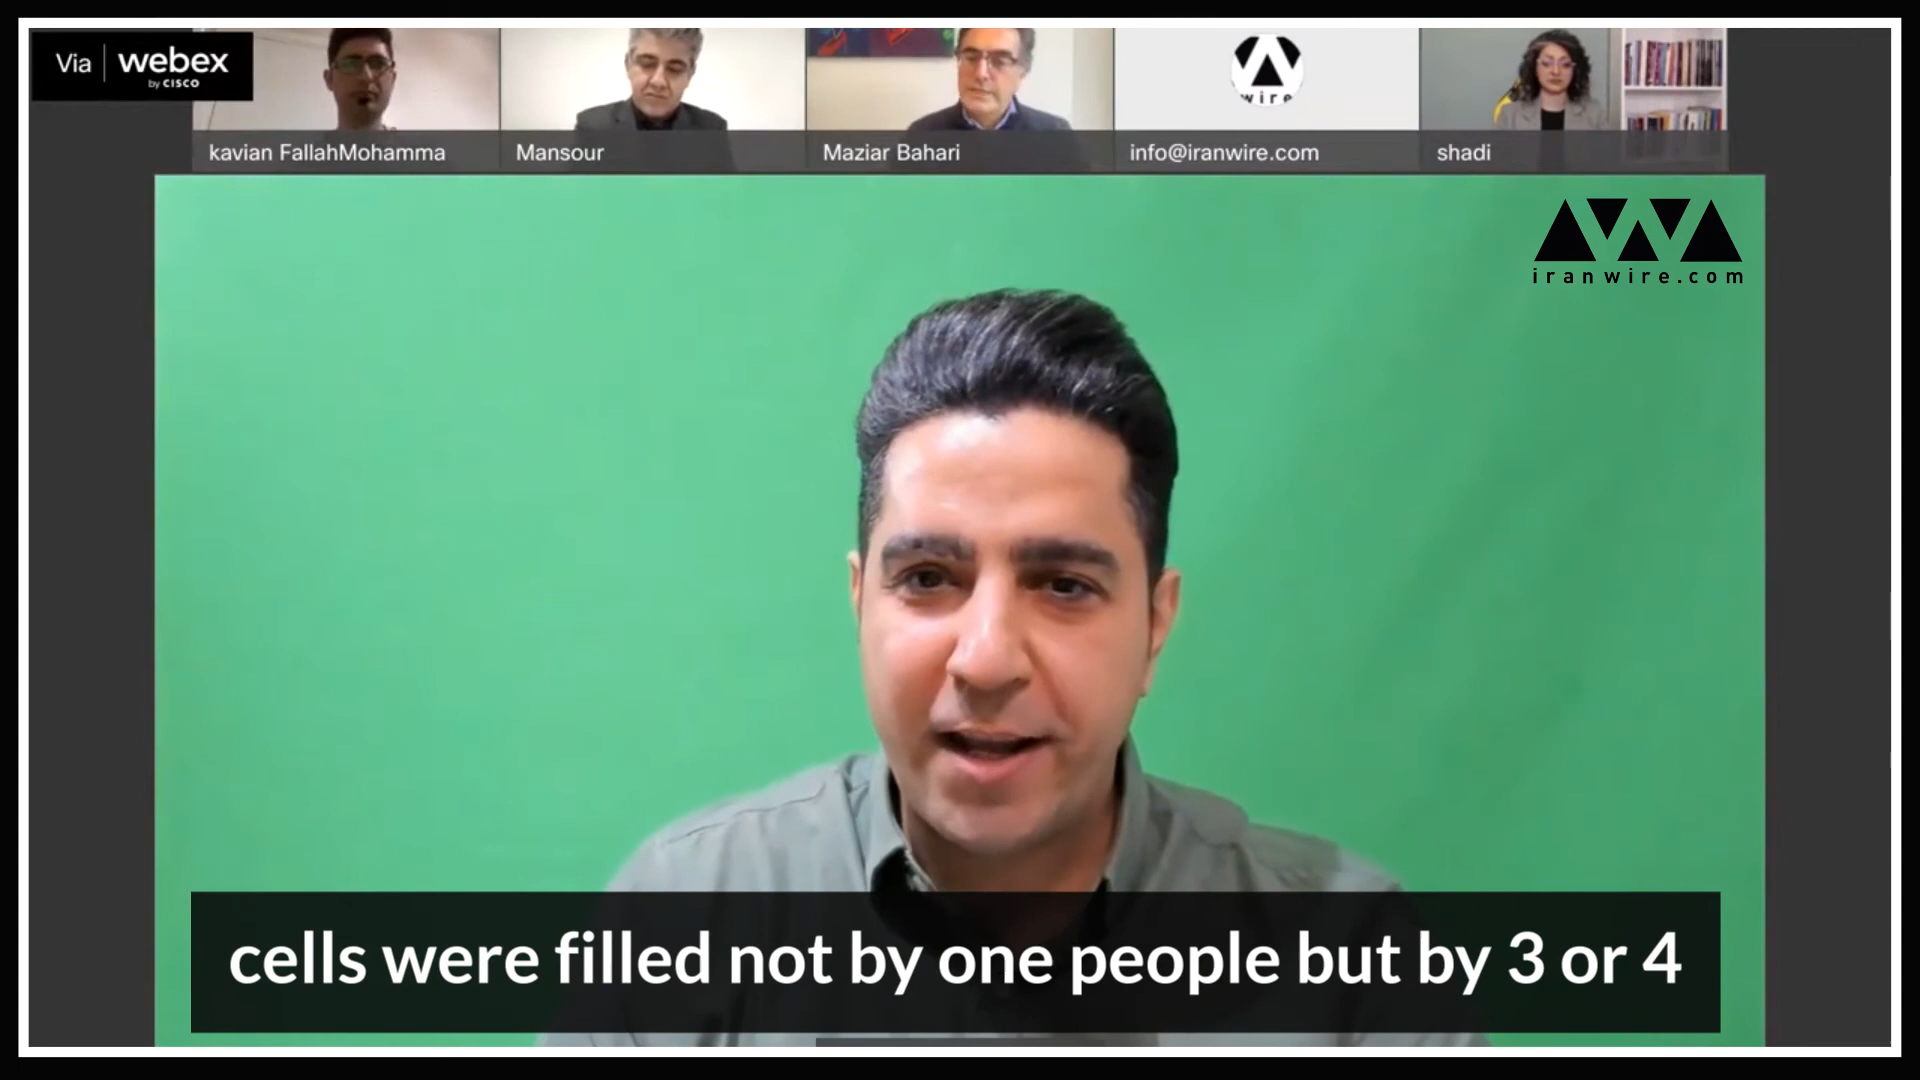 Via webex
by CISCO
wire
kavian FallahMohamma
Mansour
Maziar Bahari
info@iranwire.com
shadi
iranwire.com
cells were filled not by one people but by 3 or 4